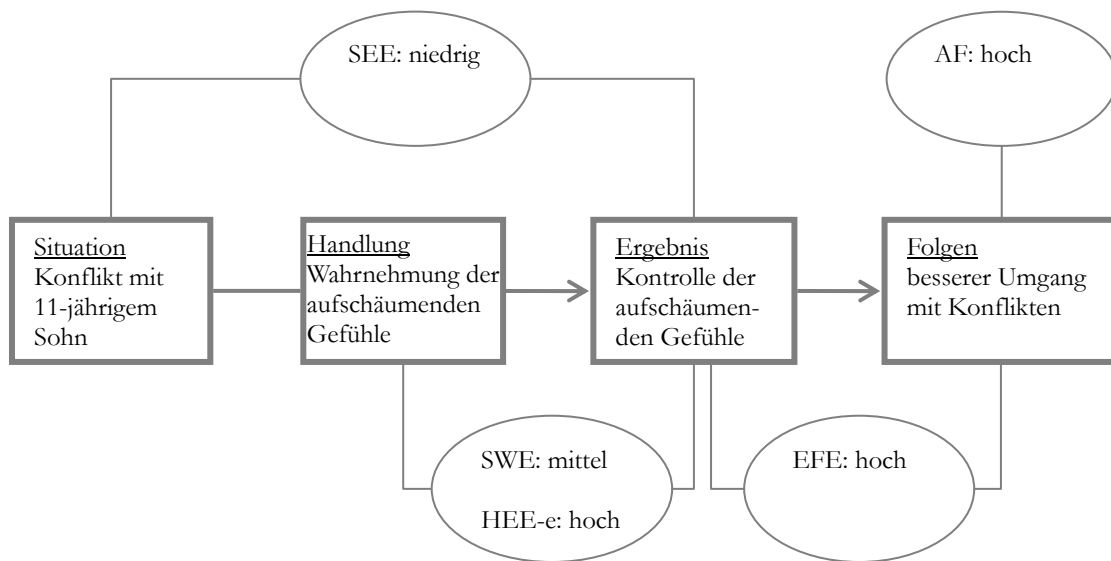 SEE: niedrig
AF: hoch
Situation
Konflikt mit
11-jährigem
Sohn
Handlung
Wahrnehmung der
aufschäumenden
Gefühle
Ergebnis
Kontrolle der
aufschäumen-
den Gefühle
Folgen
besserer Umgang
mit Konflikten
SWE: mittel
HEE-e: hoch
EFE: hoch